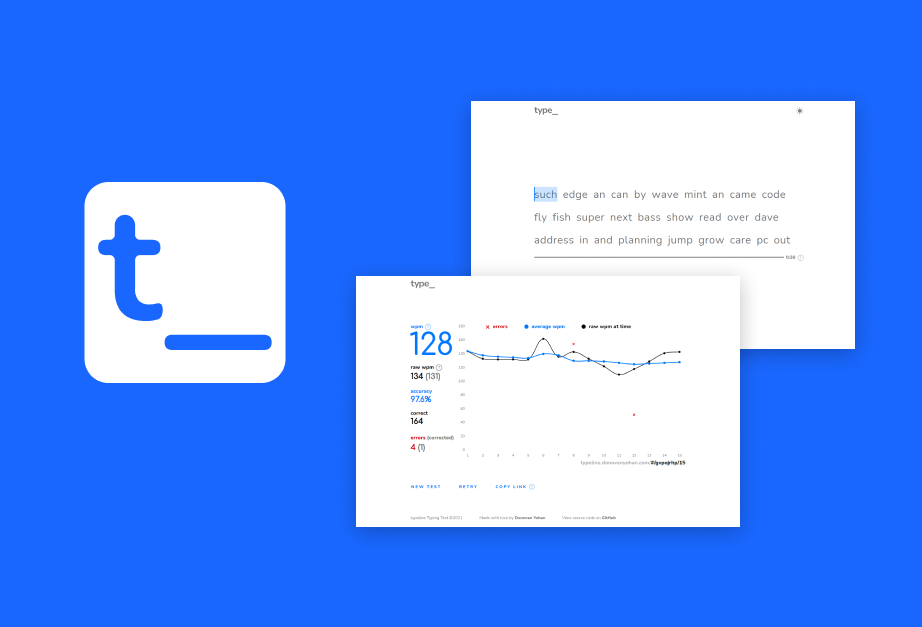 t_
type_
such edge an can by wave mint an came code
fly fish super next bass show read over dave
address in and planning jump grow care pc out
0:30 ?
type_
wpm ?
128
raw wpm ?
134 (131)
accuracy
97.6%
correct
164
errors (corrected)
4 (1)
x errors average wpm raw wpm at time
180
160
140
120
100
80
60
40
20
0
1 2 3 4 5 6 7 8 9 10 11 12 13 14 15
typeline.donovanyohan.com/#/gvpojrhp/15
NEW TEST RETRY COPY LINK ?
typeline Typing Test ©2021 Made with love by Donovan Yohan View source code on GitHub